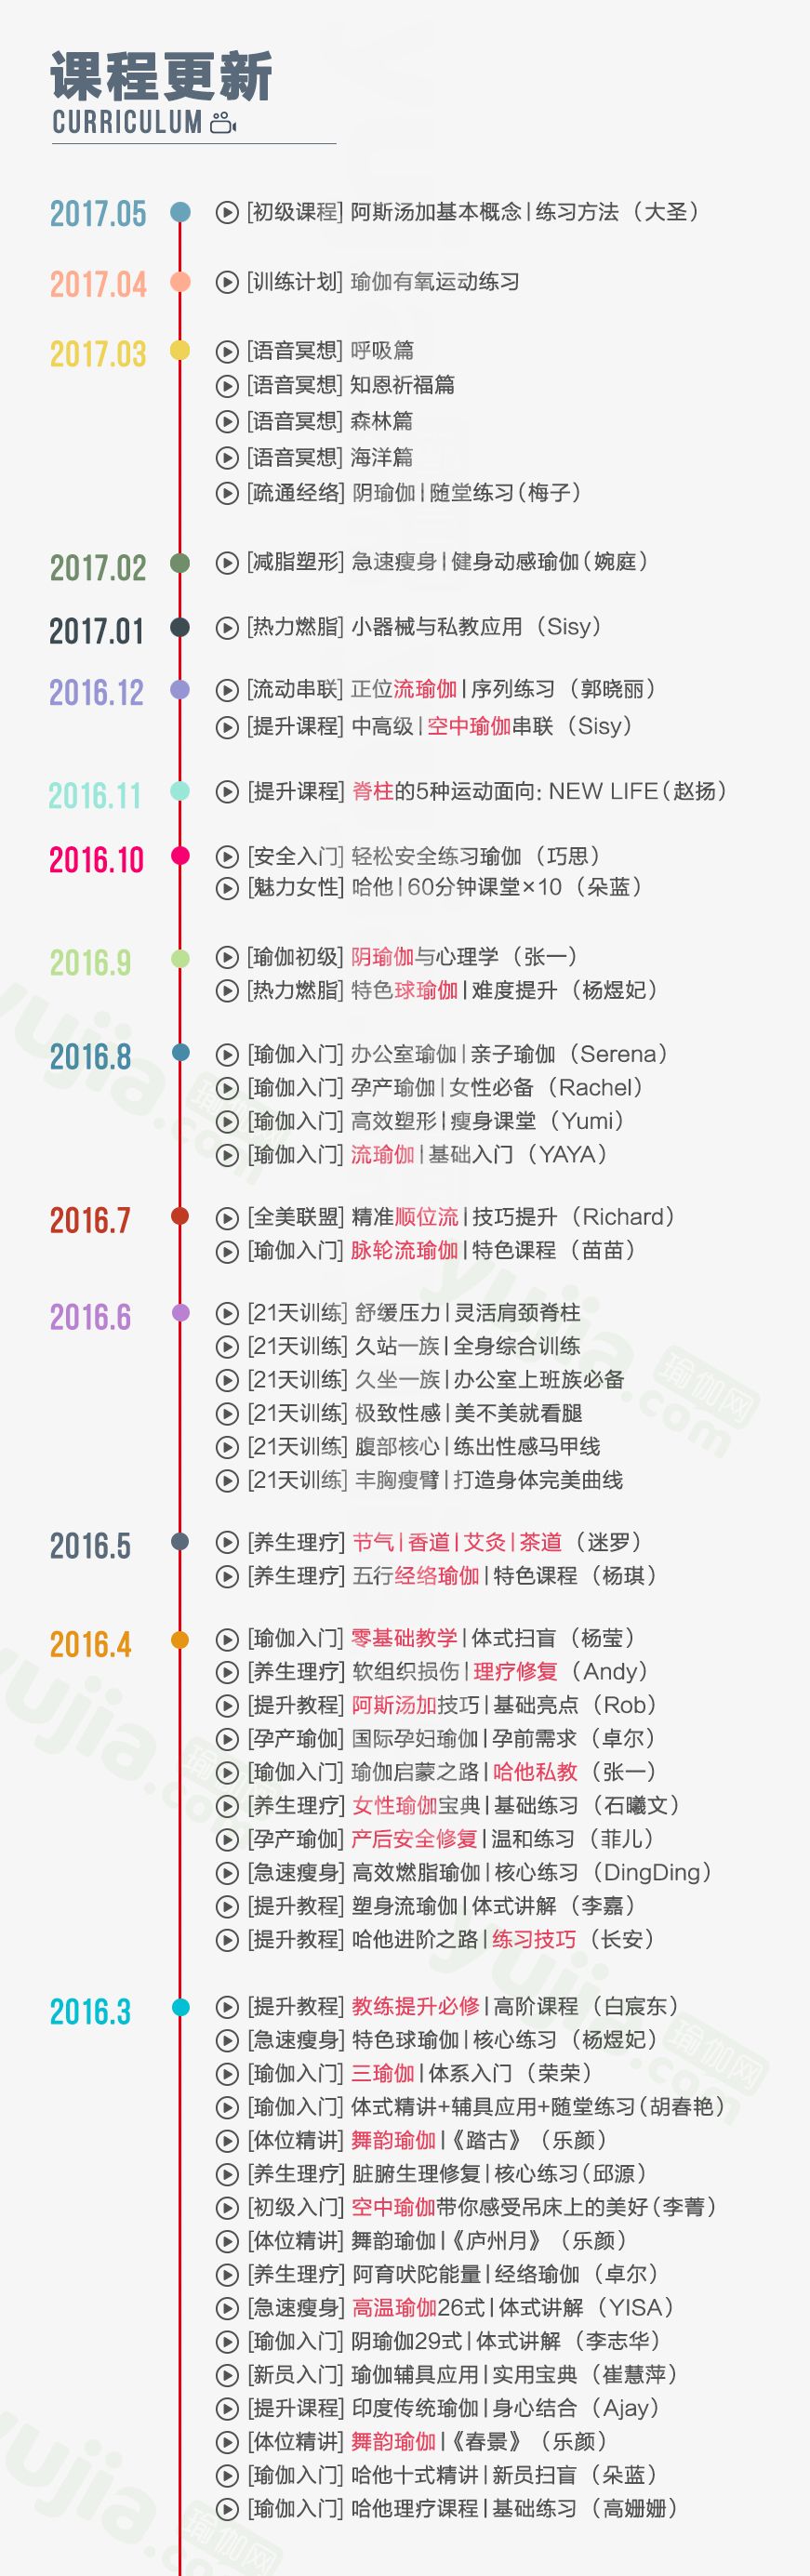 课程更新
CURRICULUM
2017.05 [初级课程] 阿斯汤加基本概念|练习方法（大圣）
2017.04 [训练计划] 瑜伽有氧运动练习
2017.03 [语音冥想] 呼吸篇
[语音冥想] 知恩祈福篇
[语音冥想] 森林篇
[语音冥想] 海洋篇
[疏通经络] 阴瑜伽|随堂练习（梅子）
2017.02 [减脂塑形] 急速瘦身|健身动感瑜伽（婉庭）
2017.01 [热力燃脂] 小器械与私教应用（Sisy）
2016.12 [流动串联] 正位流瑜伽|序列练习（郭晓丽）
[提升课程] 中高级|空中瑜伽串联（Sisy）
2016.11 [提升课程] 脊柱的5种运动面向: NEW LIFE（赵扬）
2016.10 [安全入门] 轻松安全练习瑜伽（巧思）
[魅力女性] 哈他|60分钟课堂×10（朵蓝）
2016.9 [瑜伽初级] 阴瑜伽与心理学（张一）
[热力燃脂] 特色球瑜伽|难度提升（杨煜妃）
2016.8 [瑜伽入门] 办公室瑜伽|亲子瑜伽（Serena）
[瑜伽入门] 孕产瑜伽|女性必备（Rachel）
[瑜伽入门] 高效塑形|瘦身课堂（Yumi）
[瑜伽入门] 流瑜伽|基础入门（YAYA）
2016.7 [全美联盟] 精准顺位流|技巧提升（Richard）
[瑜伽入门] 脉轮流瑜伽|特色课程（苗苗）
2016.6 [21天训练] 舒缓压力|灵活肩颈脊柱
[21天训练] 久站一族|全身综合训练
[21天训练] 久坐一族|办公室上班族必备
[21天训练] 极致性感|美不美就看腿
[21天训练] 腹部核心|练出性感马甲线
[21天训练] 丰胸瘦臂|打造身体完美曲线
2016.5 [养生理疗] 节气|香道|艾灸|茶道（迷罗）
[养生理疗] 五行经络瑜伽|特色课程（杨琪）
2016.4 [瑜伽入门] 零基础教学|体式扫盲（杨莹）
[养生理疗] 软组织损伤|理疗修复（Andy）
[提升教程] 阿斯汤加技巧|基础亮点（Rob）
[孕产瑜伽] 国际孕妇瑜伽|孕前需求（卓尔）
[瑜伽入门] 瑜伽启蒙之路|哈他私教（张一）
[养生理疗] 女性瑜伽宝典|基础练习（石曦文）
[孕产瑜伽] 产后安全修复|温和练习（菲儿）
[急速瘦身] 高效燃脂瑜伽|核心练习（DingDing）
[提升教程] 塑身流瑜伽|体式讲解（李嘉）
[提升教程] 哈他进阶之路|练习技巧（长安）
2016.3 [提升教程] 教练提升必修|高阶课程（白宸东）
[急速瘦身] 特色球瑜伽|核心练习（杨煜妃）
[瑜伽入门] 三瑜伽|体系入门（荣荣）
[瑜伽入门] 体式精讲+辅具应用+随堂练习（胡春艳）
[体位精讲] 舞韵瑜伽|《踏古》（乐颜）
[养生理疗] 脏腑生理修复|核心练习（邱源）
[初级入门] 空中瑜伽带你感受吊床上的美好（李菁）
[体位精讲] 舞韵瑜伽|《庐州月》（乐颜）
[养生理疗] 阿育吠陀能量|经络瑜伽（卓尔）
[急速瘦身] 高温瑜伽26式|体式讲解（YISA）
[瑜伽入门] 阴瑜伽29式|体式讲解（李志华）
[新员入门] 瑜伽辅具应用|实用宝典（崔慧萍）
[提升课程] 印度传统瑜伽|身心结合（Ajay）
[体位精讲] 舞韵瑜伽|《春景》（乐颜）
[瑜伽入门] 哈他十式精讲|新员扫盲（朵蓝）
[瑜伽入门] 哈他理疗课程|基础练习（高姗姗）
yujia.com 瑜伽网
yujia.com 瑜伽网
yujia.com 瑜伽网
yujia.com 瑜伽网
yujia.com 瑜伽网